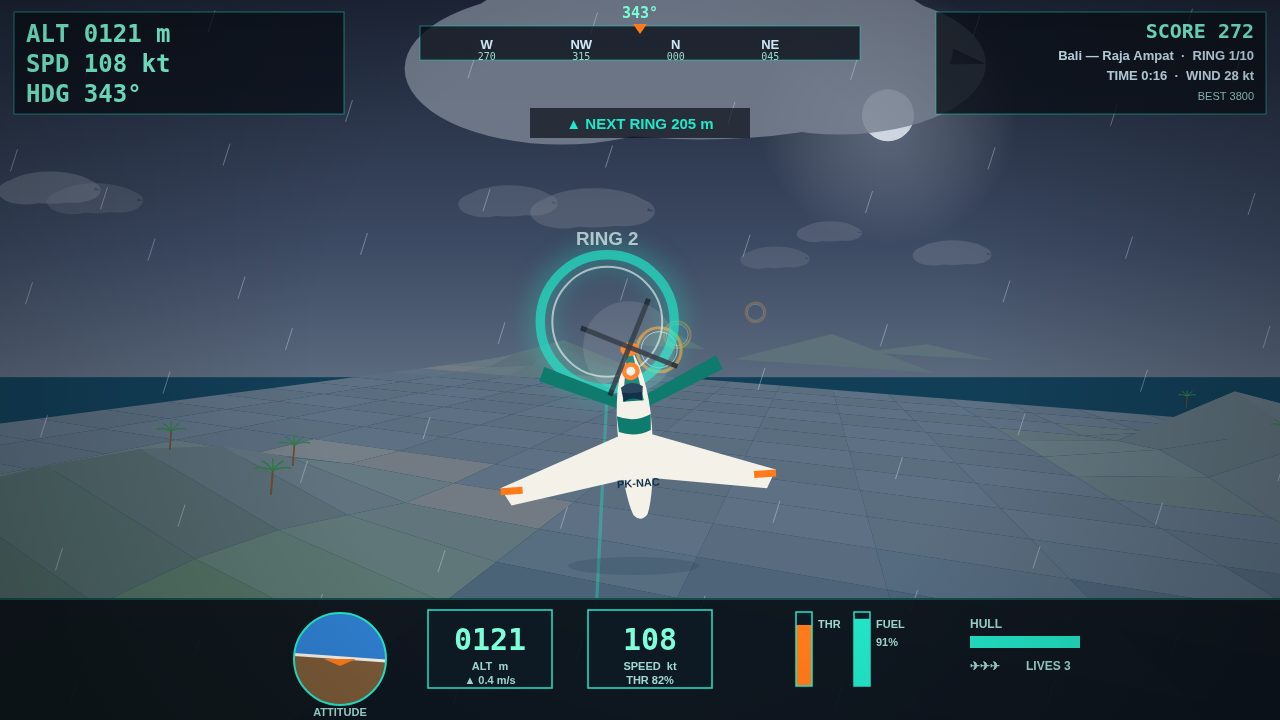 ALT 0121 m
SPD 108 kt
HDG 343°
343°
W NW N NE
270 315 000 045
SCORE 272
Bali — Raja Ampat · RING 1/10
TIME 0:16 · WIND 28 kt
BEST 3800
▲ NEXT RING 205 m
RING 2
PK-NAC
ATTITUDE
0121
ALT m
▲ 0.4 m/s
108
SPEED kt
THR 82%
THR
FUEL
91%
HULL
✈✈✈ LIVES 3